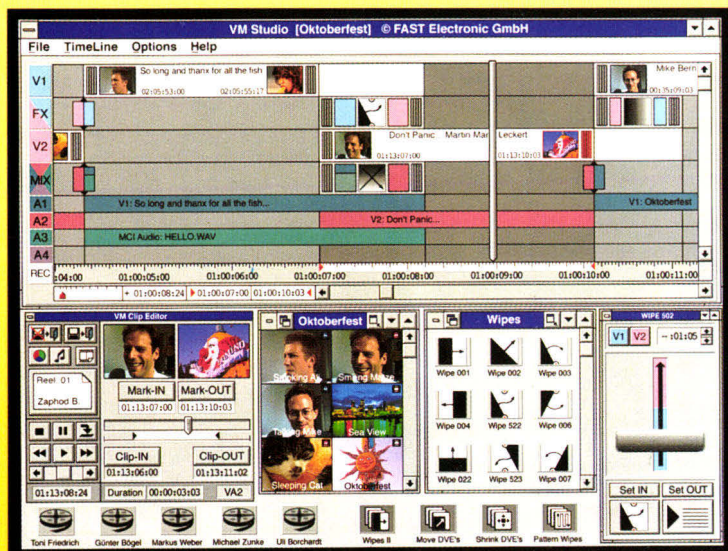 VM Studio [Oktoberfest] © FAST Electronic GmbH
File TimeLine Options Help
V1
So long and thanx for all the fish
02:05:53:00 02:05:55:17
Mike Bern
00:35:09:03
FX
V2
Don't Panic Martin Mar Leckert
01:13:07:00 01:13:10:03
MIX
A1 V1: So long and thanx for all the fish... V1: Oktoberfest
A2 V2: Don't Panic...
A3 MCI Audio: HELLO.WAV
A4
REC :04:00 01:00:05:00 01:00:06:00 01:00:07:00 01:00:08:00 01:00:09:00 01:00:10:00 01:00:11:00
+ 01:00:08:24 01:00:07:00 01:00:10:03
VM Clip Editor
Reel 01
Zaphod B.
Mark-IN Mark-OUT
01:13:07:00 01:13:10:03
Clip-IN Clip-OUT
01:13:06:00 01:13:11:02
01:13:08:24 Duration 00:00:03:03 VA2
Oktoberfest
Smiling Matze
Talking Mike Sea View
Sleeping Cat Oktoberfest
Wipes
Wipe 001 Wipe 002 Wipe 003
Wipe 004 Wipe 522 Wipe 006
Wipe 022 Wipe 523 Wipe 007
WIPE 502
V1 V2 --:01:05
Set IN Set OUT
Toni Friedrich Günter Bögel Markus Weber Michael Zunke Uli Borchardt Wipes II Move DVE's Shrink DVE's Pattern Wipes